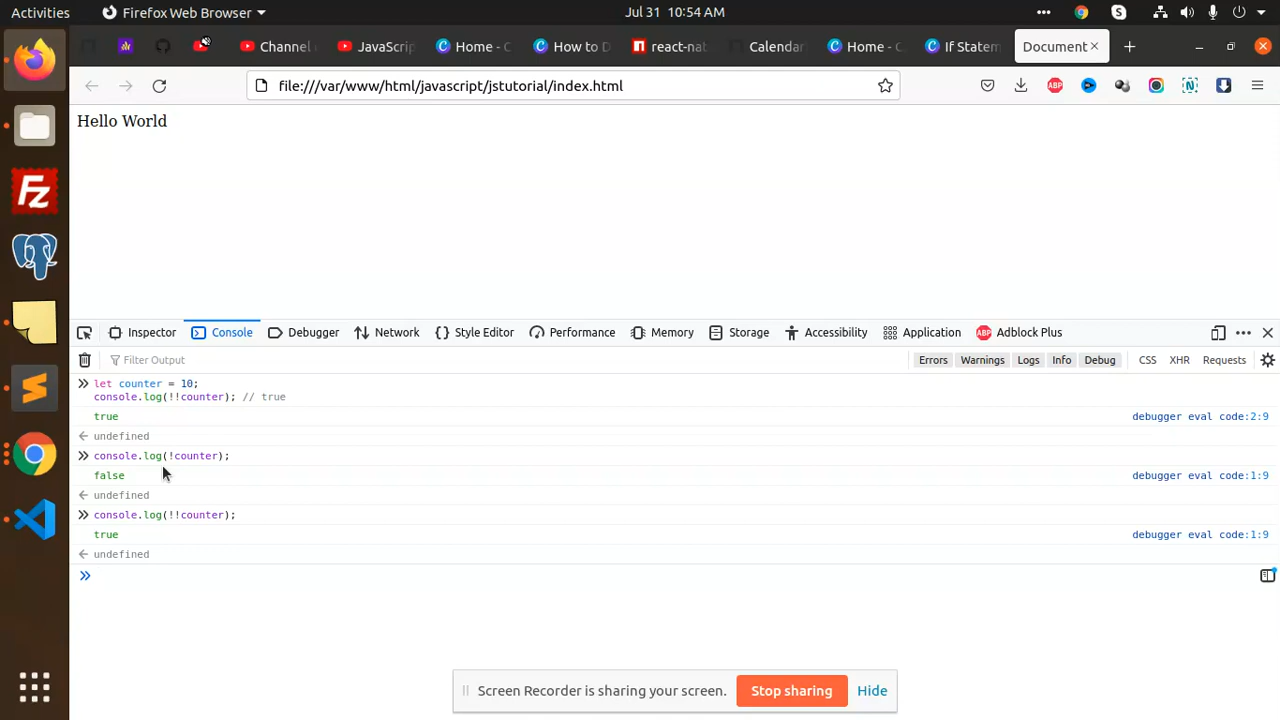 Activities Firefox Web Browser Jul 31 10:54 AM
Channel JavaScrip Home - C How to D react-nat Calendar Home - C If Statem Document
file:///var/www/html/javascript/jstutorial/index.html ABP
Hello World
Fz
Inspector Console Debugger Network Style Editor Performance Memory Storage Accessibility Application ABP Adblock Plus
Filter Output Errors Warnings Logs Info Debug CSS XHR Requests
let counter = 10;
console.log(!!counter); // true
true debugger eval code:2:9
undefined
console.log(!counter);
false debugger eval code:1:9
undefined
console.log(!!counter);
true debugger eval code:1:9
undefined
Screen Recorder is sharing your screen. Stop sharing Hide